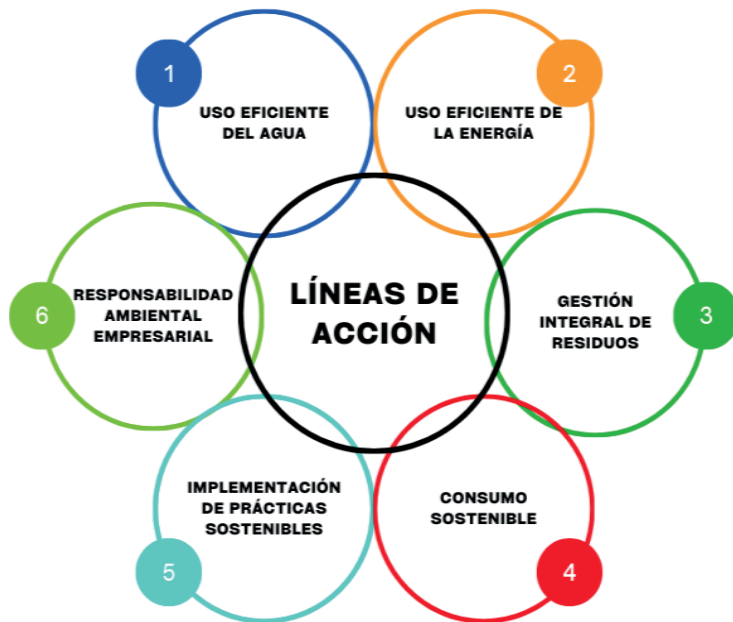 LÍNEAS DE
ACCIÓN
1
USO EFICIENTE
DEL AGUA
2
USO EFICIENTE DE
LA ENERGÍA
3
GESTIÓN
INTEGRAL DE
RESIDUOS
4
CONSUMO
SOSTENIBLE
5
IMPLEMENTACIÓN
DE PRÁCTICAS
SOSTENIBLES
6
RESPONSABILIDAD
AMBIENTAL
EMPRESARIAL